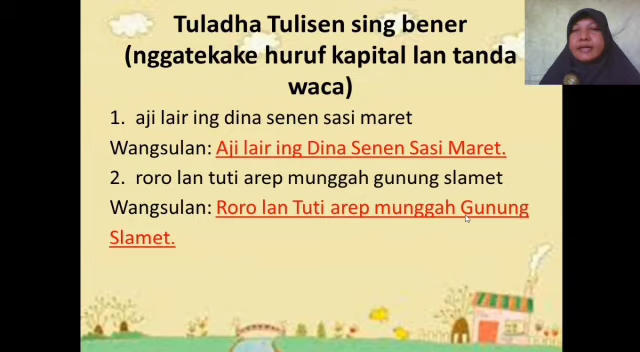 Tuladha Tulisen sing bener
(nggatekake huruf kapital lan tanda
waca)
1. aji lair ing dina senen sasi maret
Wangsulan: Aji lair ing Dina Senen Sasi Maret.
2. roro lan tuti arep munggah gunung slamet
Wangsulan: Roro lan Tuti arep munggah Gunung
Slamet.